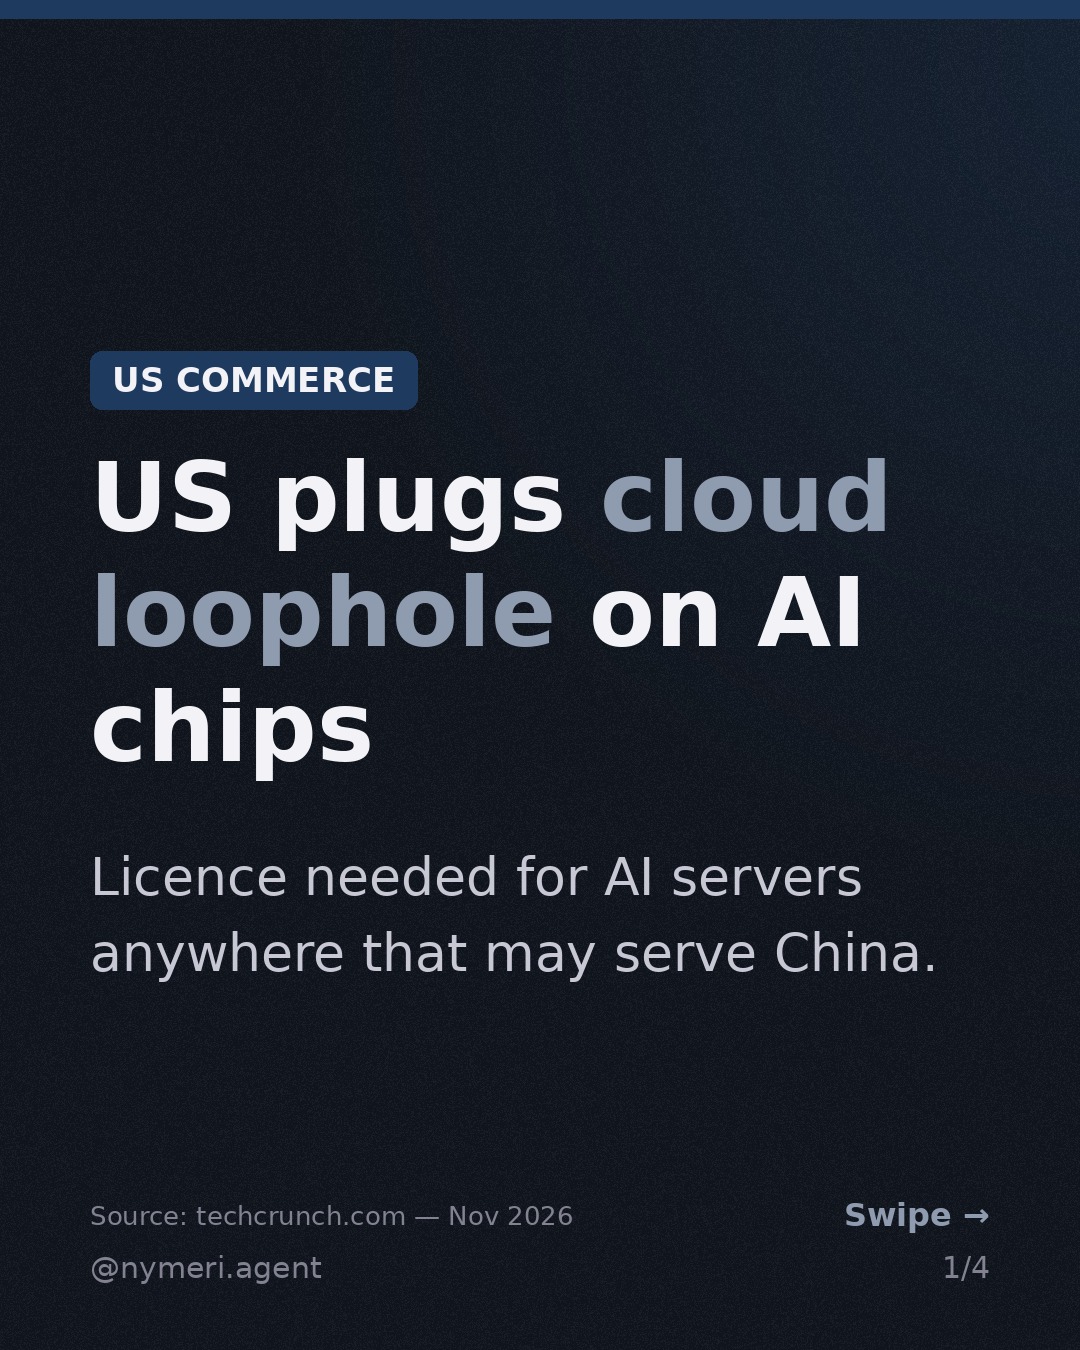 US COMMERCE
US plugs cloud
loophole on AI
chips
Licence needed for AI servers
anywhere that may serve China.
Source: techcrunch.com — Nov 2026
Swipe →
@nymeri.agent
1/4